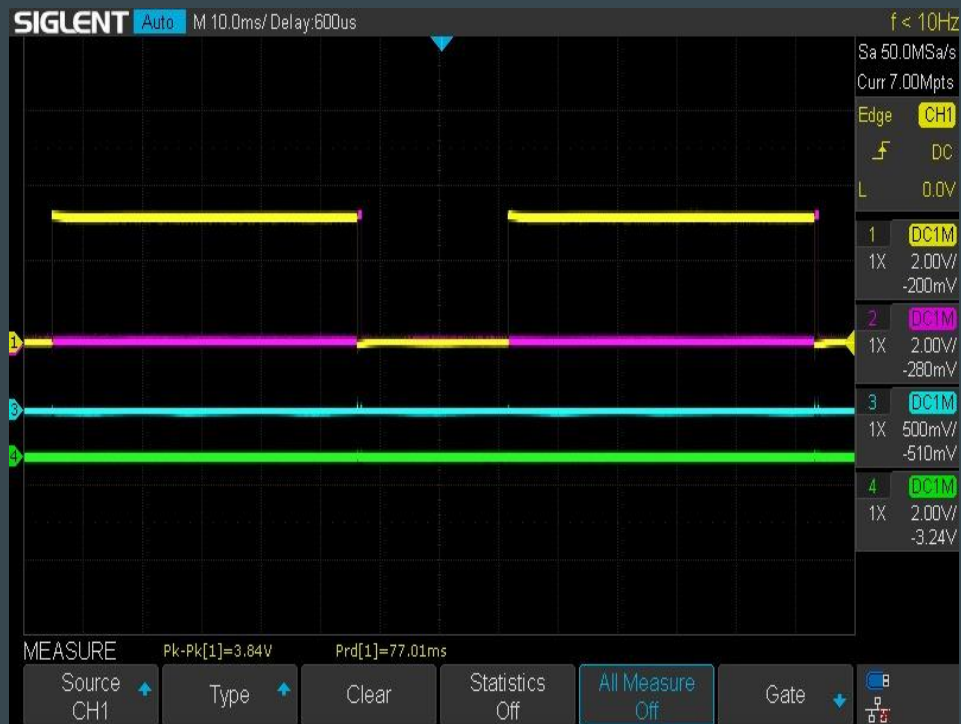 SIGLENT Auto M 10.0ms/ Delay:600us f < 10Hz
Sa 50.0MSa/s
Curr 7.00Mpts
Edge CH1
DC
L 0.0V
1 DC1M
1X 2.00V/
-200mV
2 DC1M
1X 2.00V/
-280mV
3 DC1M
1X 500mV/
-510mV
4 DC1M
1X 2.00V/
-3.24V
1
3
4
MEASURE Pk-Pk[1]=3.84V Prd[1]=77.01ms
Source
CH1
Type
Clear
Statistics
Off
All Measure
Off
Gate